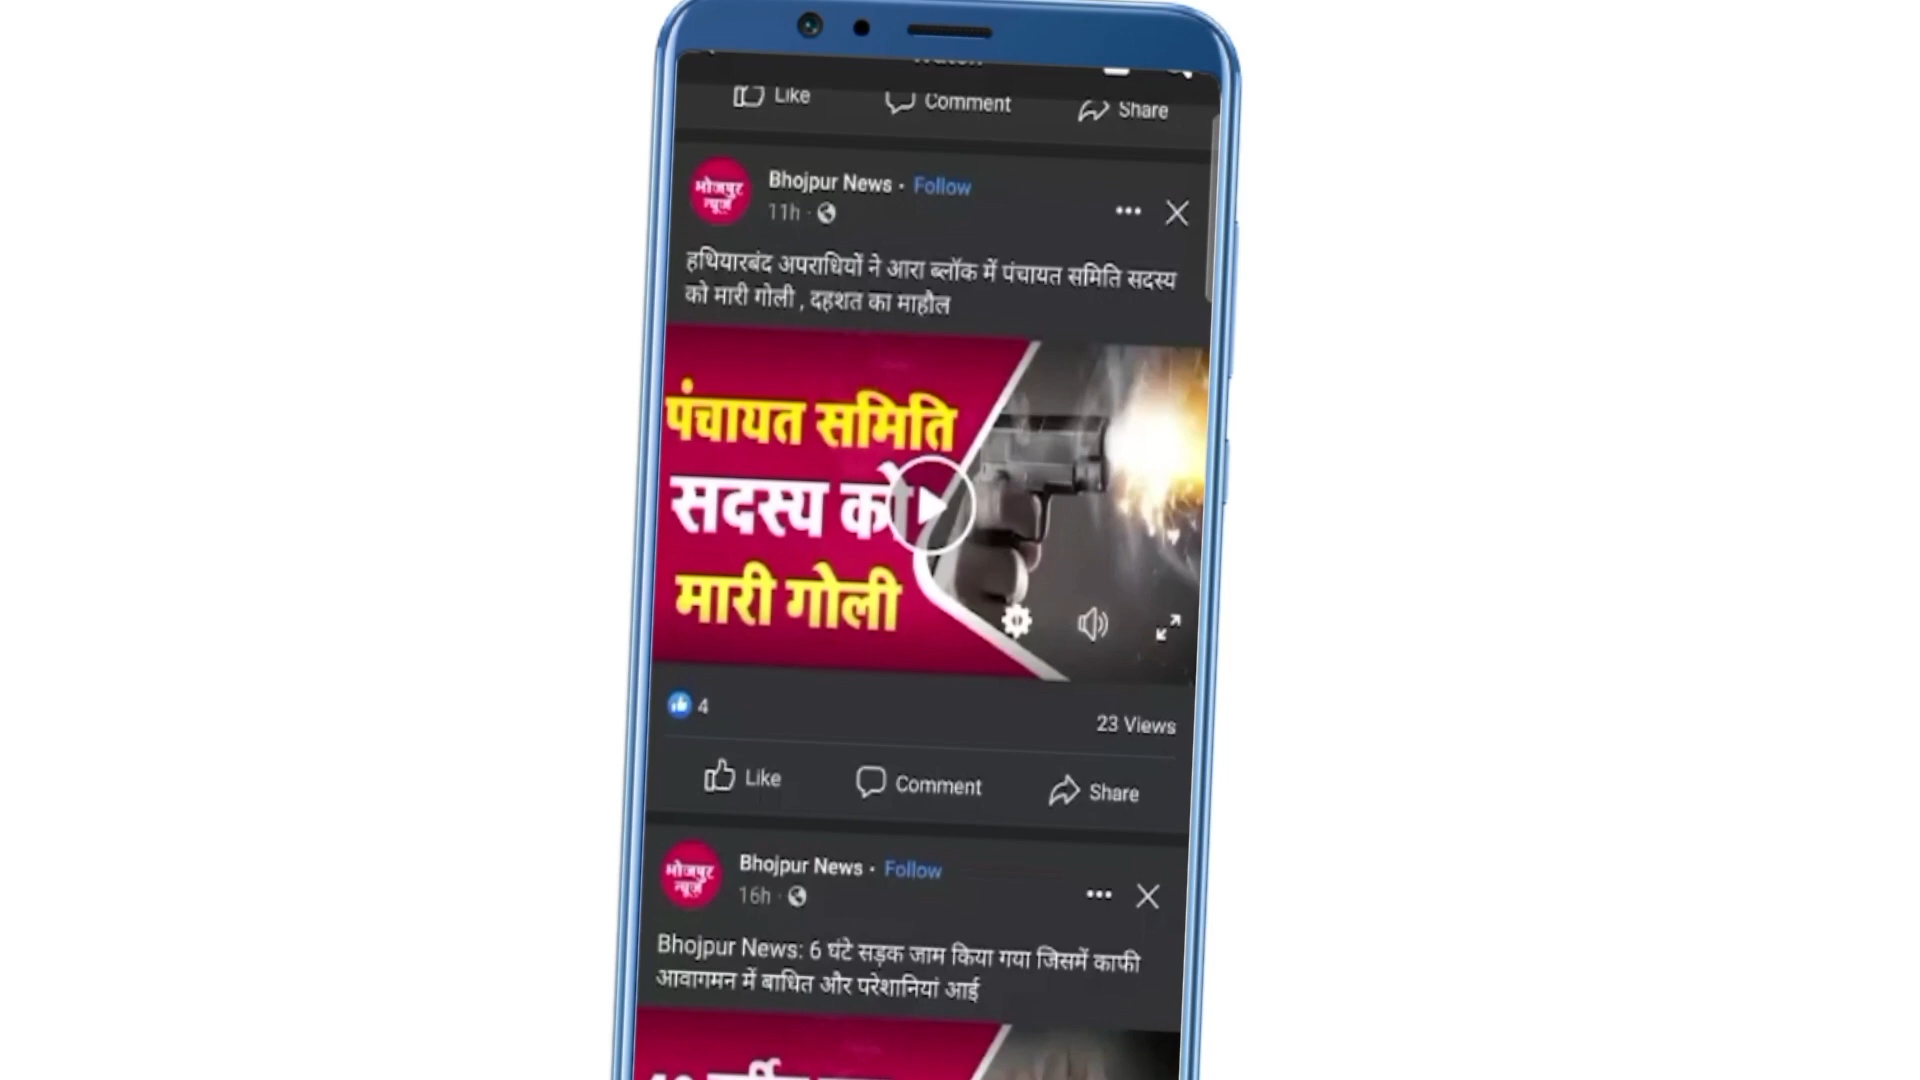 Like Comment Share
भोजपुर
न्यूज
Bhojpur News · Follow
11h ·
हथियारबंद अपराधियों ने आरा ब्लॉक में पंचायत समिति सदस्य
को मारी गोली , दहशत का माहौल
पंचायत समिति
सदस्य को
मारी गोली
4
23 Views
Like Comment Share
भोजपुर
न्यूज
Bhojpur News · Follow
16h ·
Bhojpur News: 6 घंटे सड़क जाम किया गया जिसमें काफी
आवागमन में बाधित और परेशानियां आई